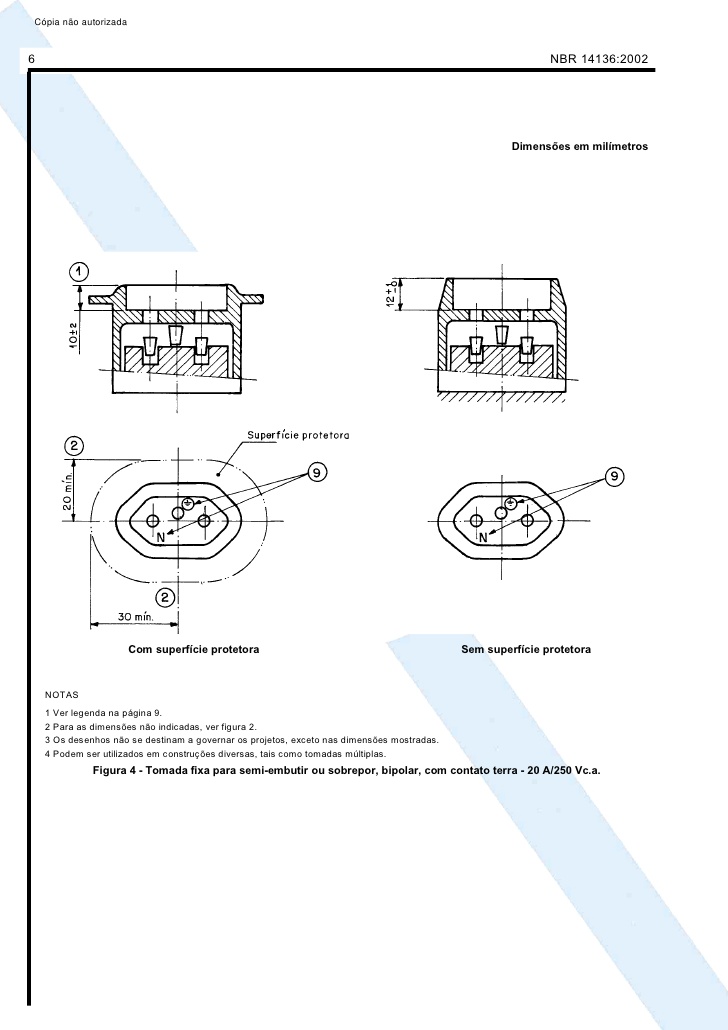 Cópia não autorizada
6 NBR 14136:2002
Dimensões em milímetros
1
10±2
12 +1 -0
Superfície protetora
2
9
9
20 mín.
N
N
2
30 mín.
Com superfície protetora Sem superfície protetora
NOTAS
1 Ver legenda na página 9.
2 Para as dimensões não indicadas, ver figura 2.
3 Os desenhos não se destinam a governar os projetos, exceto nas dimensões mostradas.
4 Podem ser utilizados em construções diversas, tais como tomadas múltiplas.
Figura 4 - Tomada fixa para semi-embutir ou sobrepor, bipolar, com contato terra - 20 A/250 Vc.a.